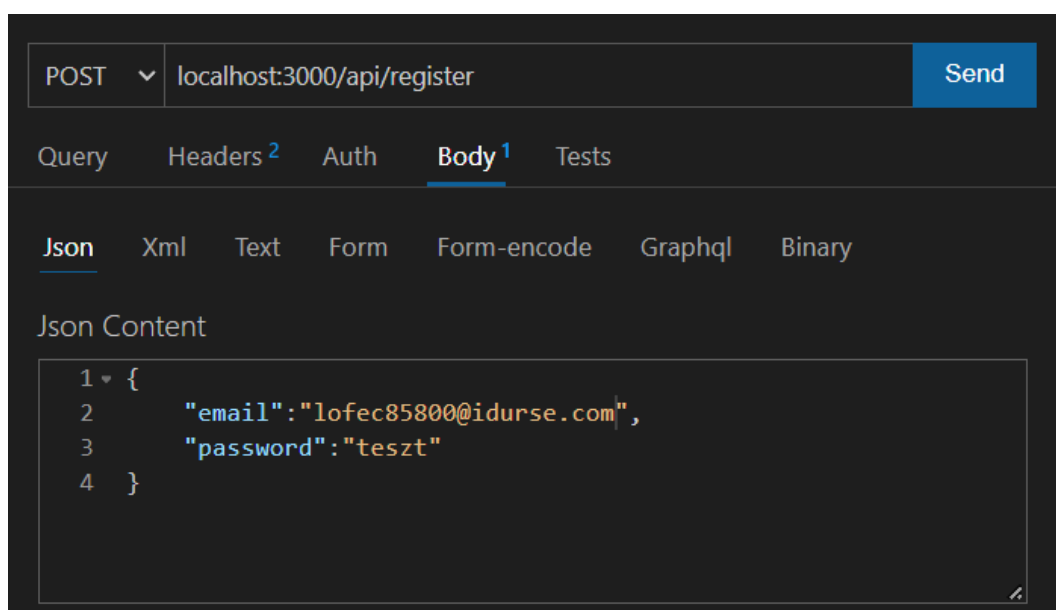 POST localhost:3000/api/register Send
Query Headers 2 Auth Body 1 Tests
Json Xml Text Form Form-encode Graphql Binary
Json Content
1 {
2 "email":"lofec85800@idurse.com",
3 "password":"teszt"
4 }